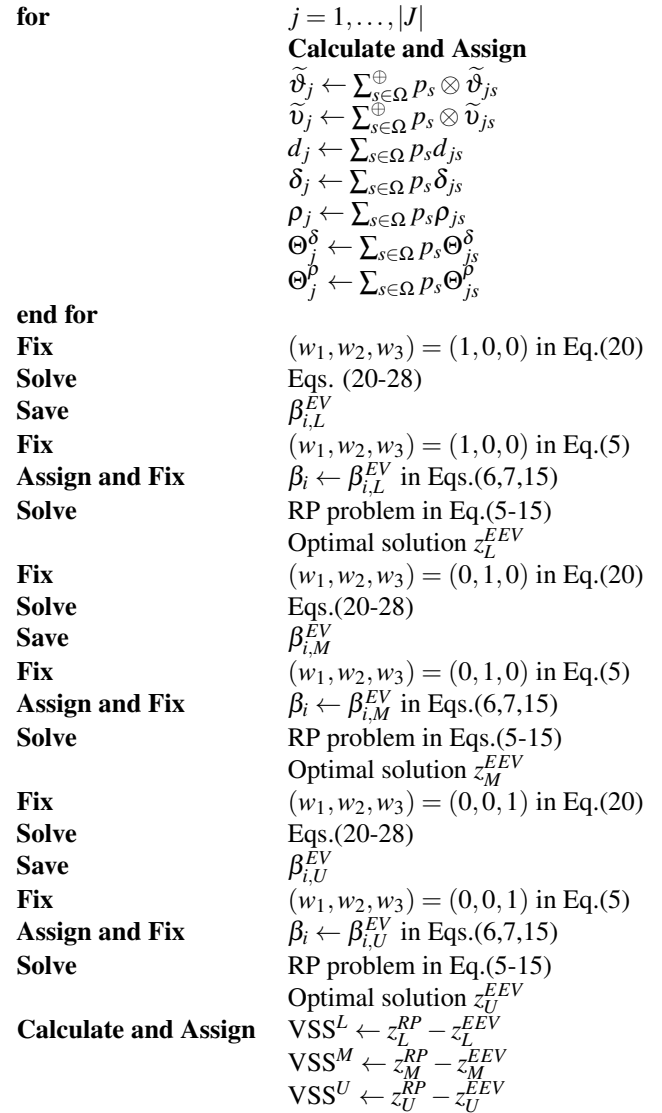 for j = 1,...,|J|
Calculate and Assign
ϑ̃_j ← ∑^⊕_{s∈Ω} p_s ⊗ ϑ̃_{js}
υ̃_j ← ∑^⊕_{s∈Ω} p_s ⊗ υ̃_{js}
d_j ← ∑_{s∈Ω} p_s d_{js}
δ_j ← ∑_{s∈Ω} p_s δ_{js}
ρ_j ← ∑_{s∈Ω} p_s ρ_{js}
Θ^δ_j ← ∑_{s∈Ω} p_s Θ^δ_{js}
Θ^ρ_j ← ∑_{s∈Ω} p_s Θ^ρ_{js}
end for
Fix (w_1, w_2, w_3) = (1, 0, 0) in Eq.(20)
Solve Eqs. (20-28)
Save β^{EV}_{i,L}
Fix (w_1, w_2, w_3) = (1, 0, 0) in Eq.(5)
Assign and Fix β_i ← β^{EV}_{i,L} in Eqs.(6,7,15)
Solve RP problem in Eq.(5-15)
Optimal solution z^{EEV}_L
Fix (w_1, w_2, w_3) = (0, 1, 0) in Eq.(20)
Solve Eqs.(20-28)
Save β^{EV}_{i,M}
Fix (w_1, w_2, w_3) = (0, 1, 0) in Eq.(5)
Assign and Fix β_i ← β^{EV}_{i,M} in Eqs.(6,7,15)
Solve RP problem in Eqs.(5-15)
Optimal solution z^{EEV}_M
Fix (w_1, w_2, w_3) = (0, 0, 1) in Eq.(20)
Solve Eqs.(20-28)
Save β^{EV}_{i,U}
Fix (w_1, w_2, w_3) = (0, 0, 1) in Eq.(5)
Assign and Fix β_i ← β^{EV}_{i,U} in Eqs.(6,7,15)
Solve RP problem in Eq.(5-15)
Optimal solution z^{EEV}_U
Calculate and Assign VSS^L ← z^{RP}_L − z^{EEV}_L
VSS^M ← z^{RP}_M − z^{EEV}_M
VSS^U ← z^{RP}_U − z^{EEV}_U